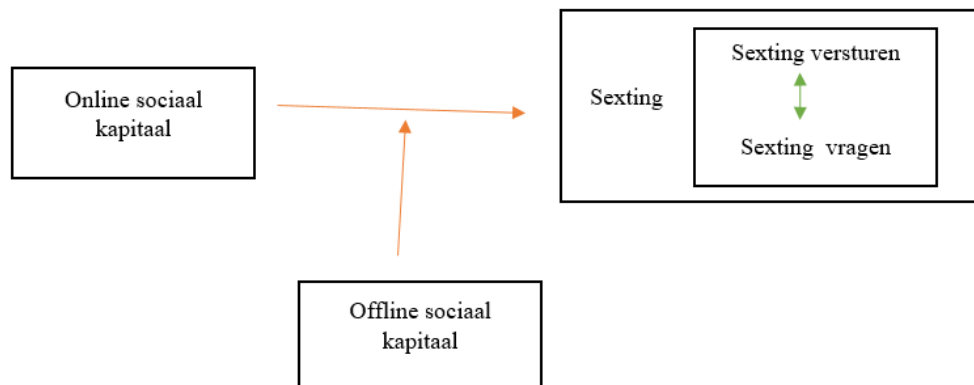 Online sociaal
kapitaal
Sexting
Sexting versturen
Sexting vragen
Offline sociaal
kapitaal